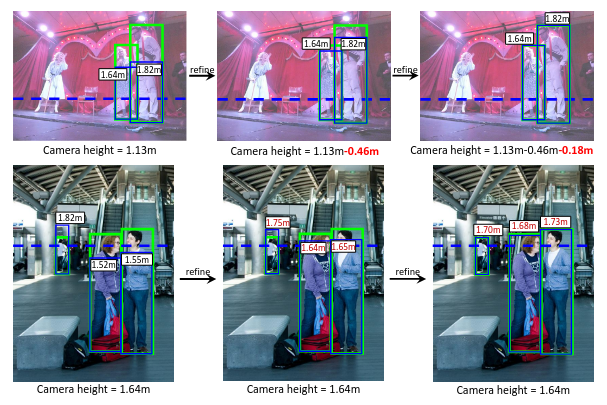 1.64m
1.82m
refine
1.64m
1.82m
refine
1.64m
1.82m
Camera height = 1.13m
Camera height = 1.13m-0.46m
Camera height = 1.13m-0.46m-0.18m
1.82m
1.52m
1.55m
refine
1.75m
1.64m
1.65m
refine
1.70m
1.68m
1.73m
Camera height = 1.64m
Camera height = 1.64m
Camera height = 1.64m